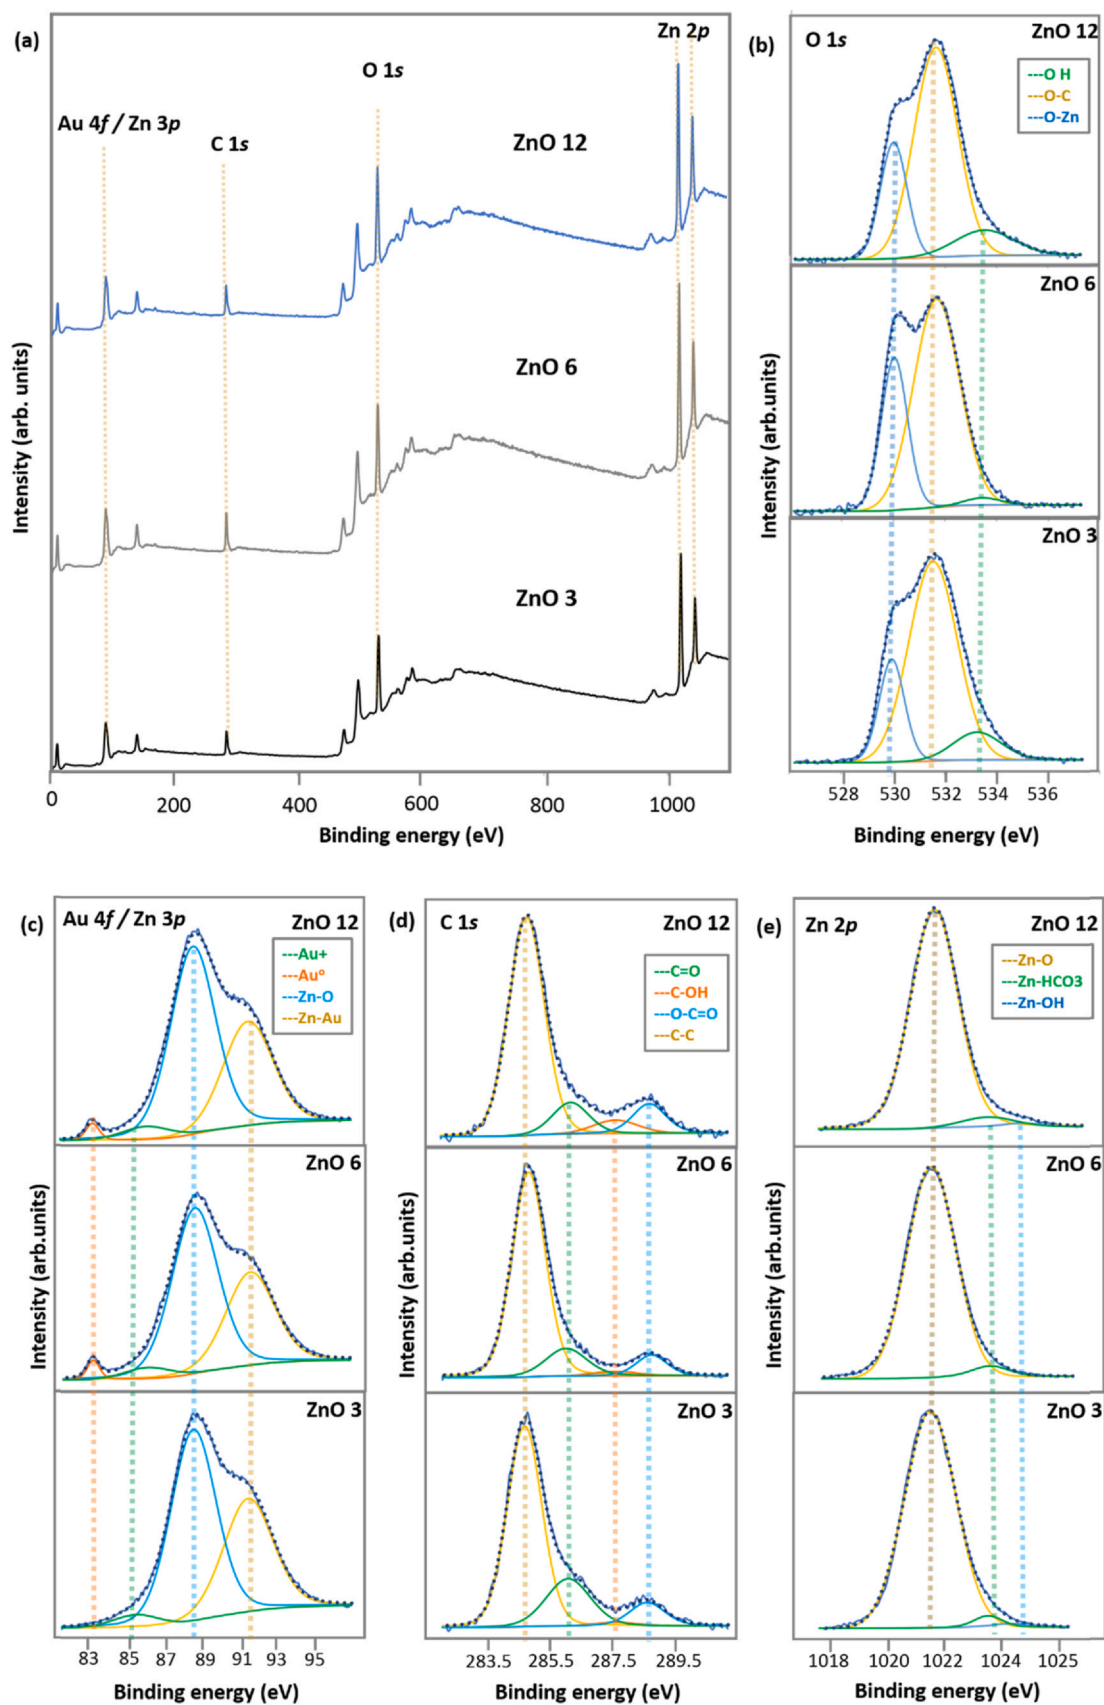 (a)
Zn 2p
O 1s
Au 4f / Zn 3p
C 1s
ZnO 12
ZnO 6
ZnO 3
Intensity (arb. units)
0 200 400 600 800 1000
Binding energy (eV)
(b)
O 1s
ZnO 12
---O H
---O-C
---O-Zn
ZnO 6
ZnO 3
Intensity (arb.units)
528 530 532 534 536
Binding energy (eV)
(c)
Au 4f / Zn 3p
ZnO 12
---Au+
---Auº
---Zn-O
---Zn-Au
ZnO 6
ZnO 3
Intensity (arb.units)
83 85 87 89 91 93 95
Binding energy (eV)
(d)
C 1s
ZnO 12
---C=O
---C-OH
---O-C=O
---C-C
ZnO 6
ZnO 3
Intensity (arb.units)
283.5 285.5 287.5 289.5
Binding energy (eV)
(e)
Zn 2p
ZnO 12
---Zn-O
---Zn-HCO3
---Zn-OH
ZnO 6
ZnO 3
Intensity (arb.units)
1018 1020 1022 1024 1025
Binding energy (eV)